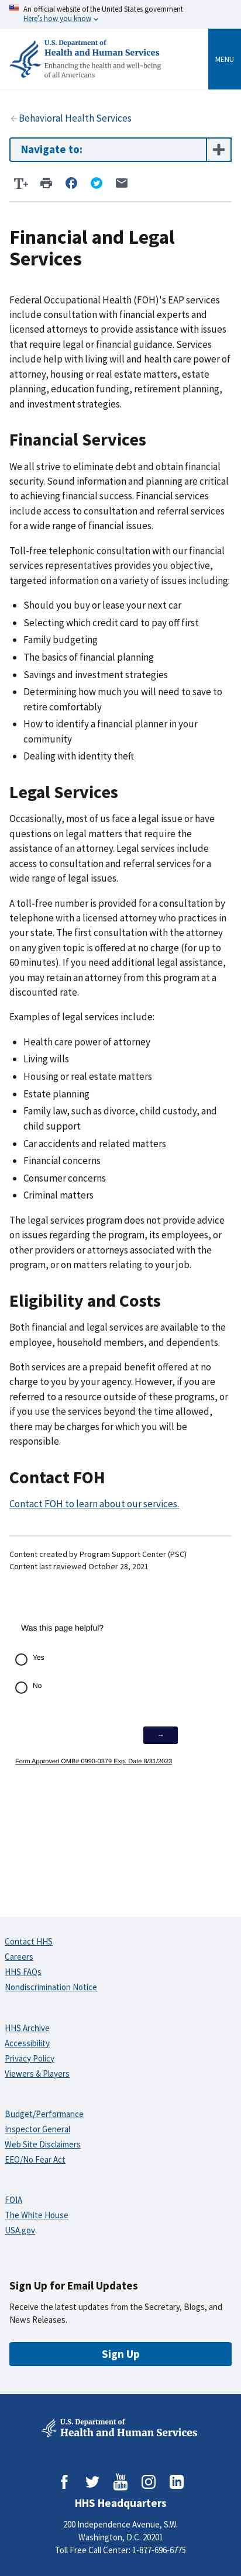 An official website of the United States government
Here's how you know
U.S. Department of
Health and Human Services
Enhancing the health and well-being
of all Americans
MENU
Behavioral Health Services
Navigate to:
T+
Financial and Legal
Services
Federal Occupational Health (FOH)'s EAP services
include consultation with financial experts and
licensed attorneys to provide assistance with issues
that require legal or financial guidance. Services
include help with living will and health care power of
attorney, housing or real estate matters, estate
planning, education funding, retirement planning,
and investment strategies.
Financial Services
We all strive to eliminate debt and obtain financial
security. Sound information and planning are critical
to achieving financial success. Financial services
include access to consultation and referral services
for a wide range of financial issues.
Toll-free telephonic consultation with our financial
services representatives provides you objective,
targeted information on a variety of issues including:
Should you buy or lease your next car
Selecting which credit card to pay off first
Family budgeting
The basics of financial planning
Savings and investment strategies
Determining how much you will need to save to
retire comfortably
How to identify a financial planner in your
community
Dealing with identity theft
Legal Services
Occasionally, most of us face a legal issue or have
questions on legal matters that require the
assistance of an attorney. Legal services include
access to consultation and referral services for a
wide range of legal issues.
A toll-free number is provided for a consultation by
telephone with a licensed attorney who practices in
your state. The first consultation with the attorney
on any given topic is offered at no charge (for up to
60 minutes). If you need additional legal assistance,
you may retain an attorney from this program at a
discounted rate.
Examples of legal services include:
Health care power of attorney
Living wills
Housing or real estate matters
Estate planning
Family law, such as divorce, child custody, and
child support
Car accidents and related matters
Financial concerns
Consumer concerns
Criminal matters
The legal services program does not provide advice
on issues regarding the program, its employees, or
other providers or attorneys associated with the
program, or on matters relating to your job.
Eligibility and Costs
Both financial and legal services are available to the
employee, household members, and dependents.
Both services are a prepaid benefit offered at no
charge to you by your agency. However, if you are
referred to a resource outside of these programs, or
if you use the services beyond the time allowed,
there may be charges for which you will be
responsible.
Contact FOH
Contact FOH to learn about our services.
Content created by Program Support Center (PSC)
Content last reviewed October 28, 2021
Was this page helpful?
Yes
No
→
Form Approved OMB# 0990-0379 Exp. Date 8/31/2023
Contact HHS
Careers
HHS FAQs
Nondiscrimination Notice
HHS Archive
Accessibility
Privacy Policy
Viewers & Players
Budget/Performance
Inspector General
Web Site Disclaimers
EEO/No Fear Act
FOIA
The White House
USA.gov
Sign Up for Email Updates
Receive the latest updates from the Secretary, Blogs, and
News Releases.
Sign Up
U.S. Department of
Health and Human Services
You
Tube
HHS Headquarters
200 Independence Avenue, S.W.
Washington, D.C. 20201
Toll Free Call Center: 1-877-696-6775